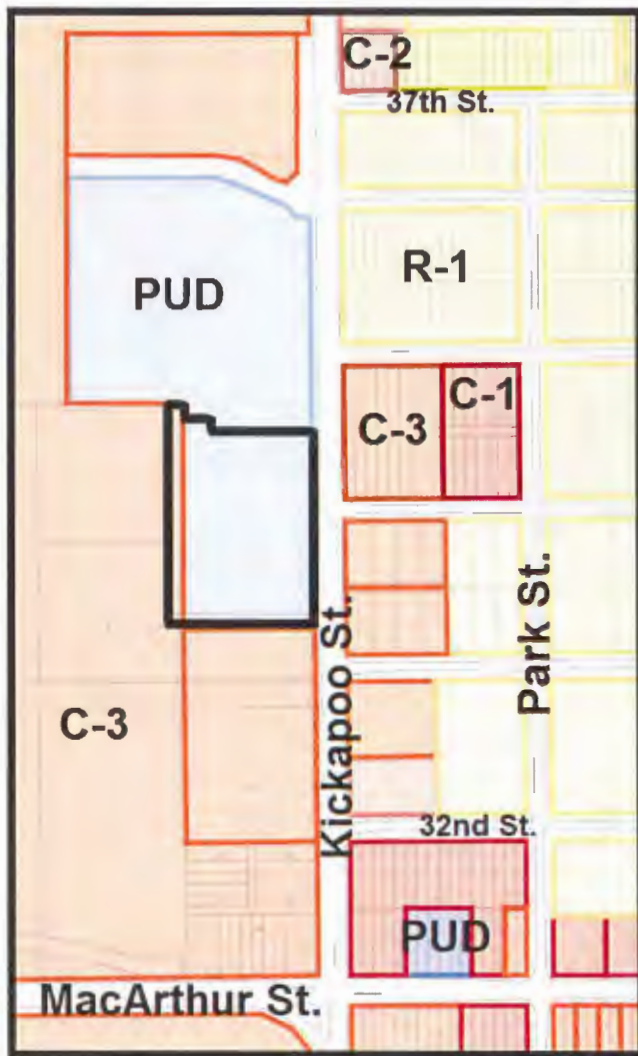 C-2
37th St.
PUD
R-1
C-1
C-3
Park St.
Kickapoo St.
C-3
32nd St.
PUD
MacArthur St.